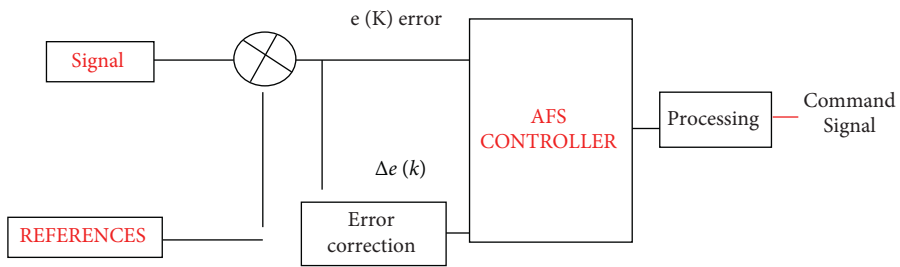 e (K) error
Signal
AFS
CONTROLLER
Processing
Command
Signal
Δe (k)
REFERENCES
Error
correction